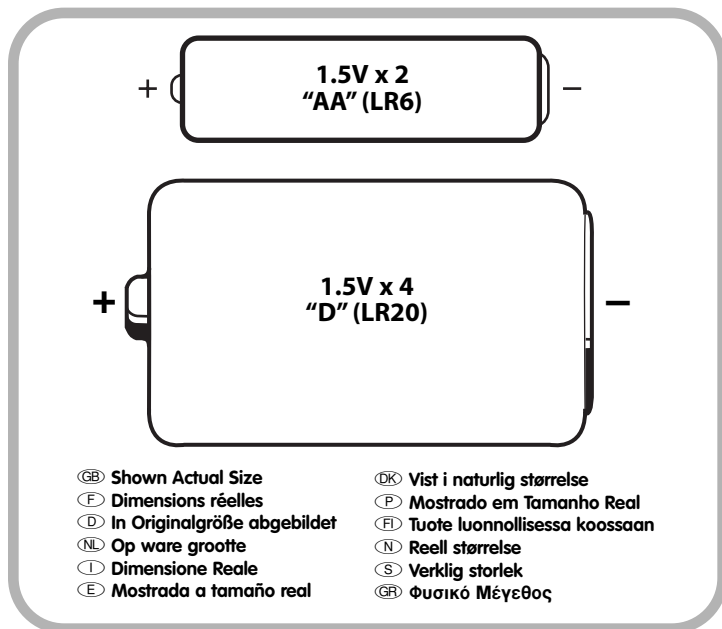 1.5V x 2
“AA” (LR6)
+
−
1.5V x 4
“D” (LR20)
+
−
GB Shown Actual Size
F Dimensions réelles
D In Originalgröße abgebildet
NL Op ware grootte
I Dimensione Reale
E Mostrada a tamaño real
DK Vist i naturlig størrelse
P Mostrado em Tamanho Real
FI Tuote luonnollisessa koossaan
N Reell størrelse
S Verklig storlek
GR Φυσικό Μέγεθος